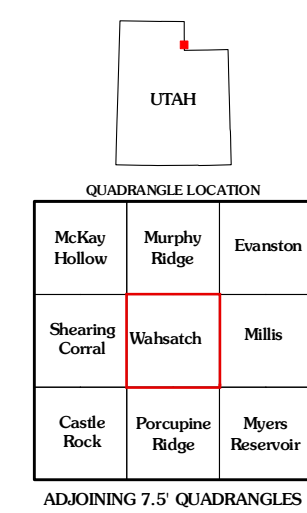 UTAH
QUADRANGLE LOCATION
McKay
Hollow
Murphy
Ridge
Evanston
Shearing
Corral
Wahsatch
Millis
Castle
Rock
Porcupine
Ridge
Myers
Reservoir
ADJOINING 7.5' QUADRANGLES